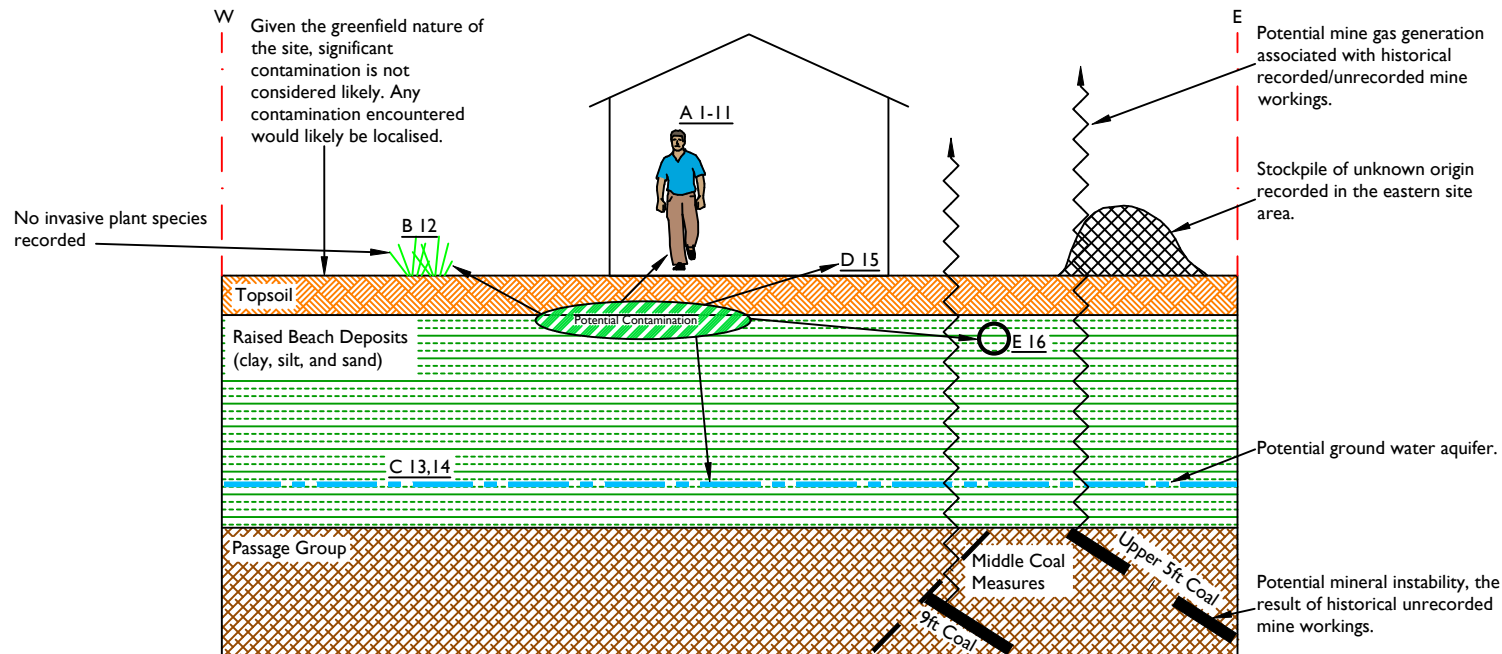 W
E
Given the greenfield nature of
the site, significant
contamination is not
considered likely. Any
contamination encountered
would likely be localised.
Potential mine gas generation
associated with historical
recorded/unrecorded mine
workings.
A 1-11
Stockpile of unknown origin
recorded in the eastern site
area.
No invasive plant species
recorded
B 12
D 15
Topsoil
Potential Contamination
Raised Beach Deposits
(clay, silt, and sand)
E 16
Potential ground water aquifer.
C 13,14
Passage Group
Middle Coal
Measures
Upper 5ft Coal
9ft Coal
Potential mineral instability, the
result of historical unrecorded
mine workings.